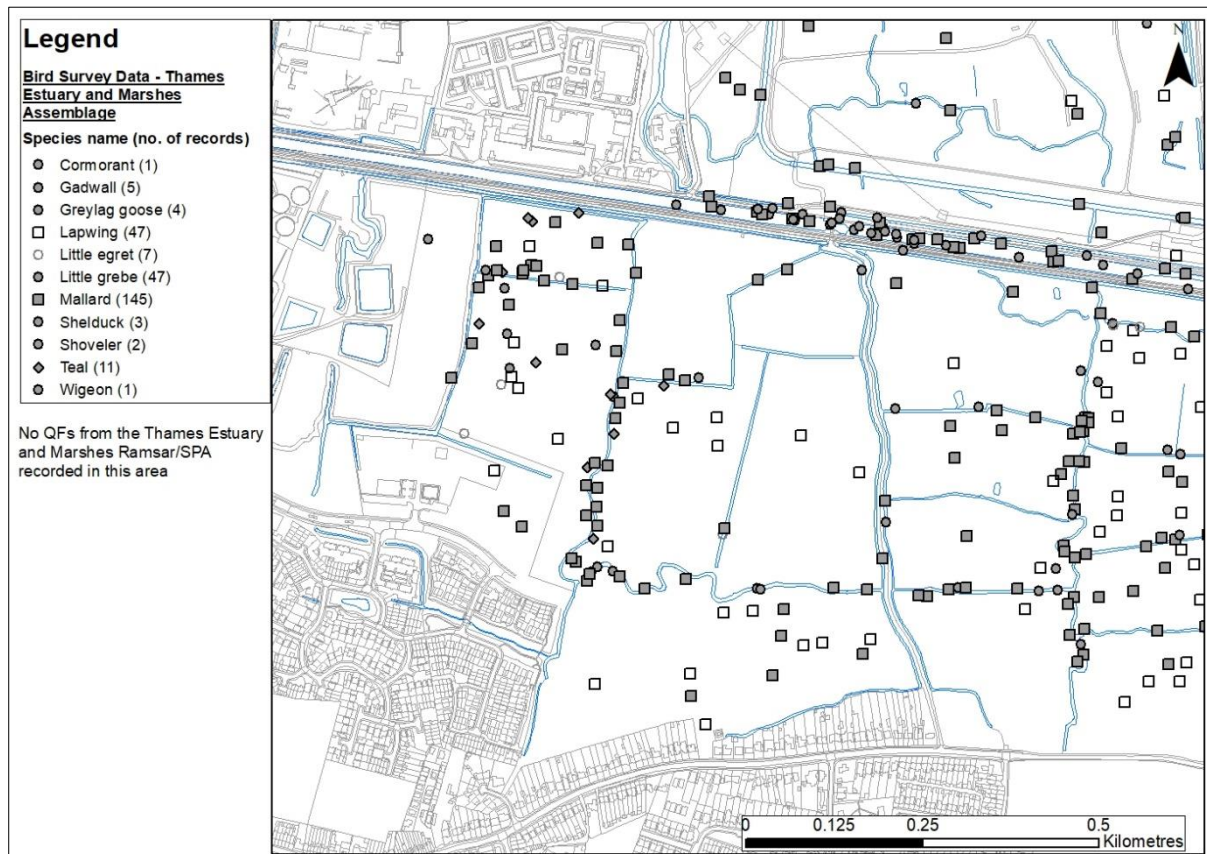 Legend
Bird Survey Data - Thames
Estuary and Marshes
Assemblage
Species name (no. of records)
Cormorant (1)
Gadwall (5)
Greylag goose (4)
Lapwing (47)
Little egret (7)
Little grebe (47)
Mallard (145)
Shelduck (3)
Shoveler (2)
Teal (11)
Wigeon (1)
No QFs from the Thames Estuary
and Marshes Ramsar/SPA
recorded in this area
N
0 0.125 0.25 0.5
Kilometres